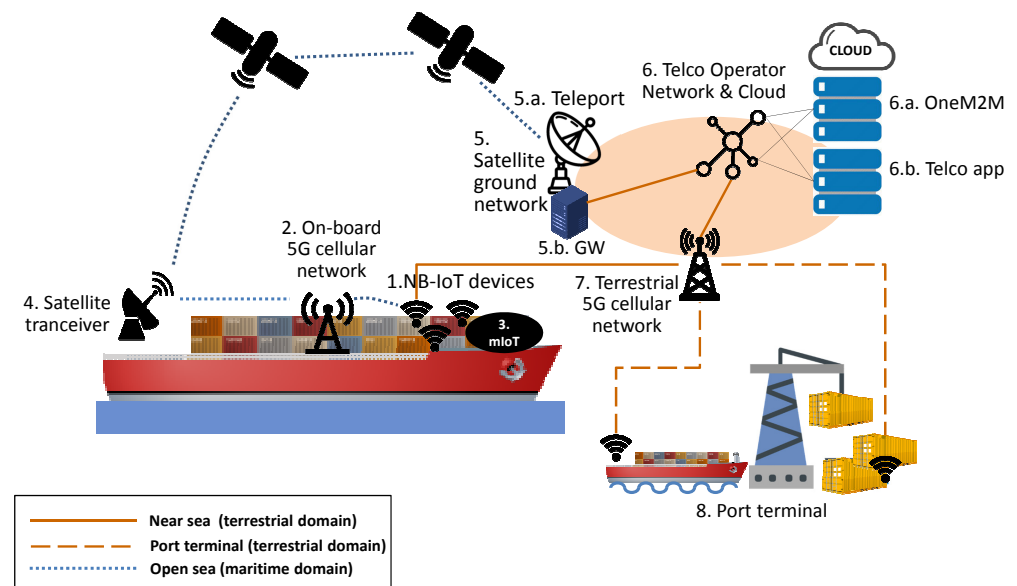 CLOUD
6. Telco Operator
Network & Cloud
5.a. Teleport
6.a. OneM2M
5.
Satellite
ground
network
6.b. Telco app
2. On-board
5G cellular
network
5.b. GW
1.NB-IoT devices
7. Terrestrial
5G cellular
network
4. Satellite
tranceiver
3.
mIoT
8. Port terminal
Near sea (terrestrial domain)
Port terminal (terrestrial domain)
Open sea (maritime domain)